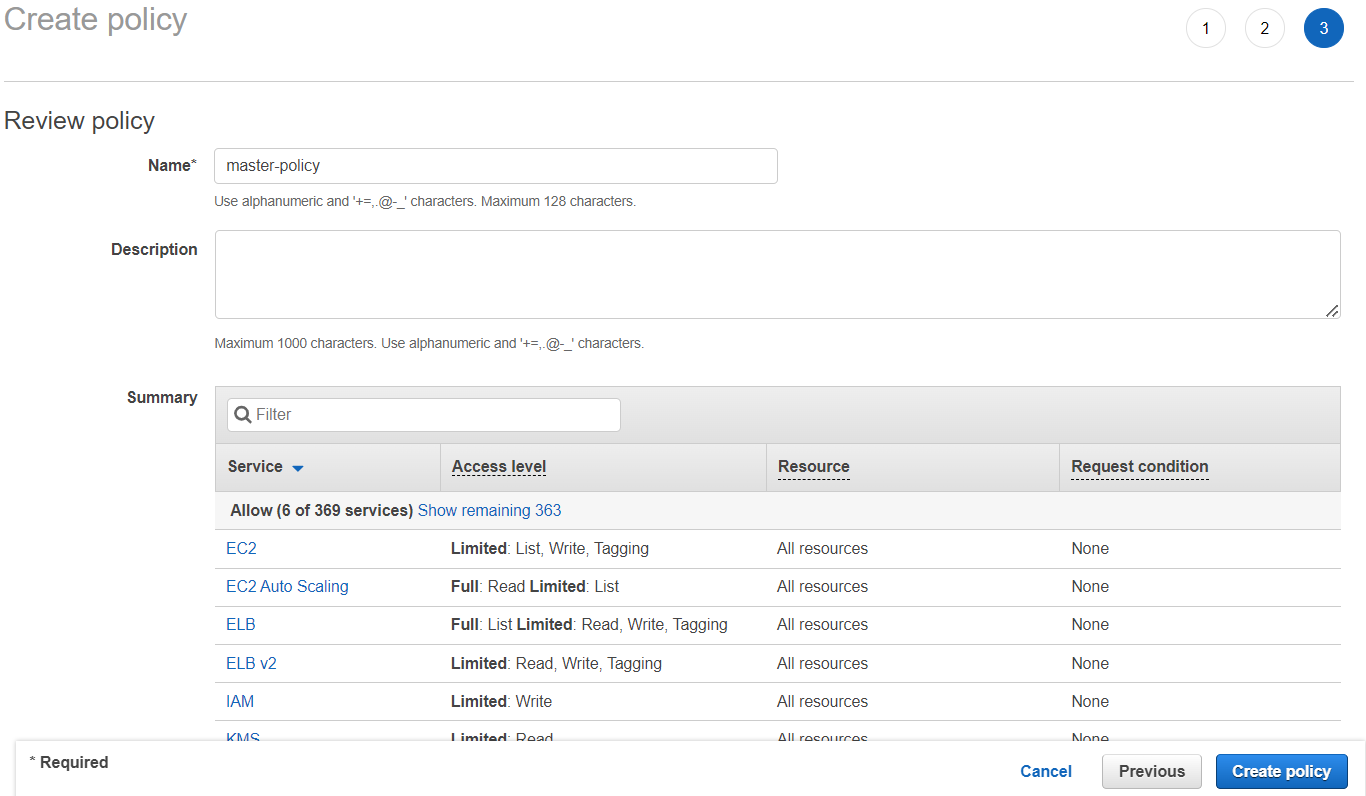 Create policy
1 2 3
Review policy
Name* master-policy
Use alphanumeric and '+=,.@-_' characters. Maximum 128 characters.
Description
Maximum 1000 characters. Use alphanumeric and '+=,.@-_' characters.
Summary
Filter
Service Access level Resource Request condition
Allow (6 of 369 services) Show remaining 363
EC2 Limited: List, Write, Tagging All resources None
EC2 Auto Scaling Full: Read Limited: List All resources None
ELB Full: List Limited: Read, Write, Tagging All resources None
ELB v2 Limited: Read, Write, Tagging All resources None
IAM Limited: Write All resources None
KMS Limited: Read All resources None
* Required
Cancel Previous Create policy